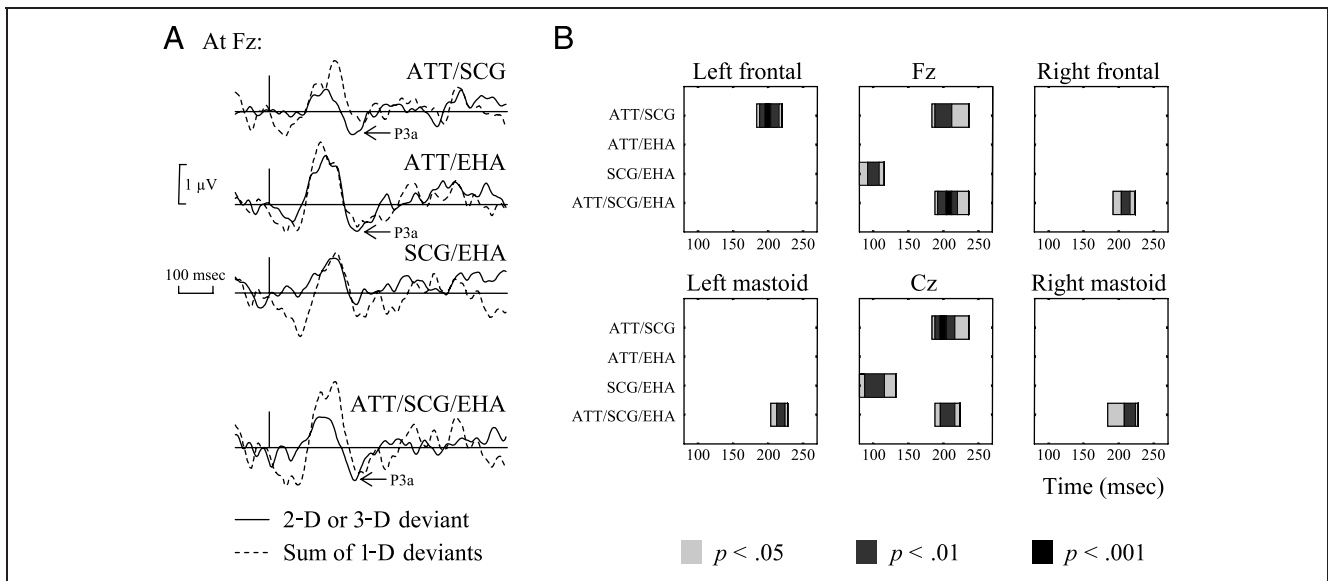 A At Fz:
ATT/SCG
P3a
ATT/EHA
1 µV
P3a
SCG/EHA
100 msec
ATT/SCG/EHA
P3a
2-D or 3-D deviant
Sum of 1-D deviants
B
Left frontal Fz Right frontal
ATT/SCG
ATT/EHA
SCG/EHA
ATT/SCG/EHA
100 150 200 250 100 150 200 250 100 150 200 250
Left mastoid Cz Right mastoid
ATT/SCG
ATT/EHA
SCG/EHA
ATT/SCG/EHA
100 150 200 250 100 150 200 250 100 150 200 250
Time (msec)
p < .05 p < .01 p < .001